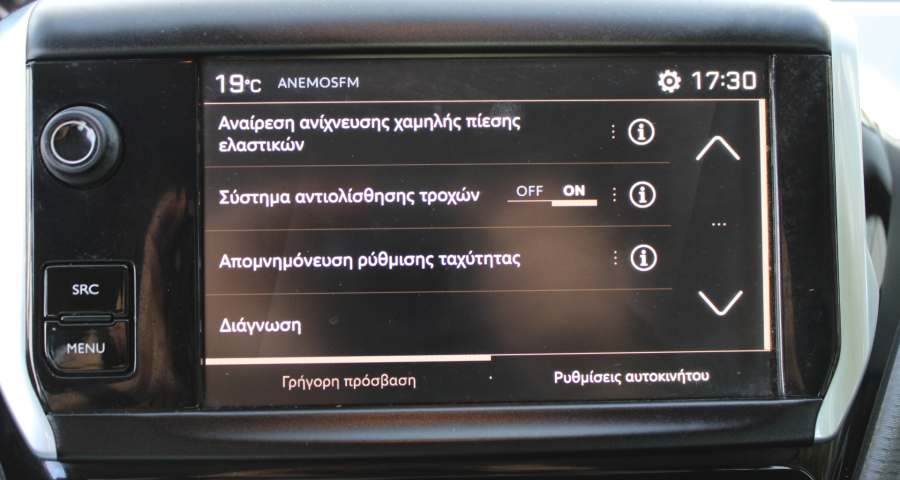 19°C ANEMOSFM 17:30
Αναίρεση ανίχνευσης χαμηλής πίεσης
ελαστικών
Σύστημα αντιολίσθησης τροχών OFF ON
Απομνημόνευση ρύθμισης ταχύτητας
SRC
Διάγνωση
MENU
Γρήγορη πρόσβαση Ρυθμίσεις αυτοκινήτου